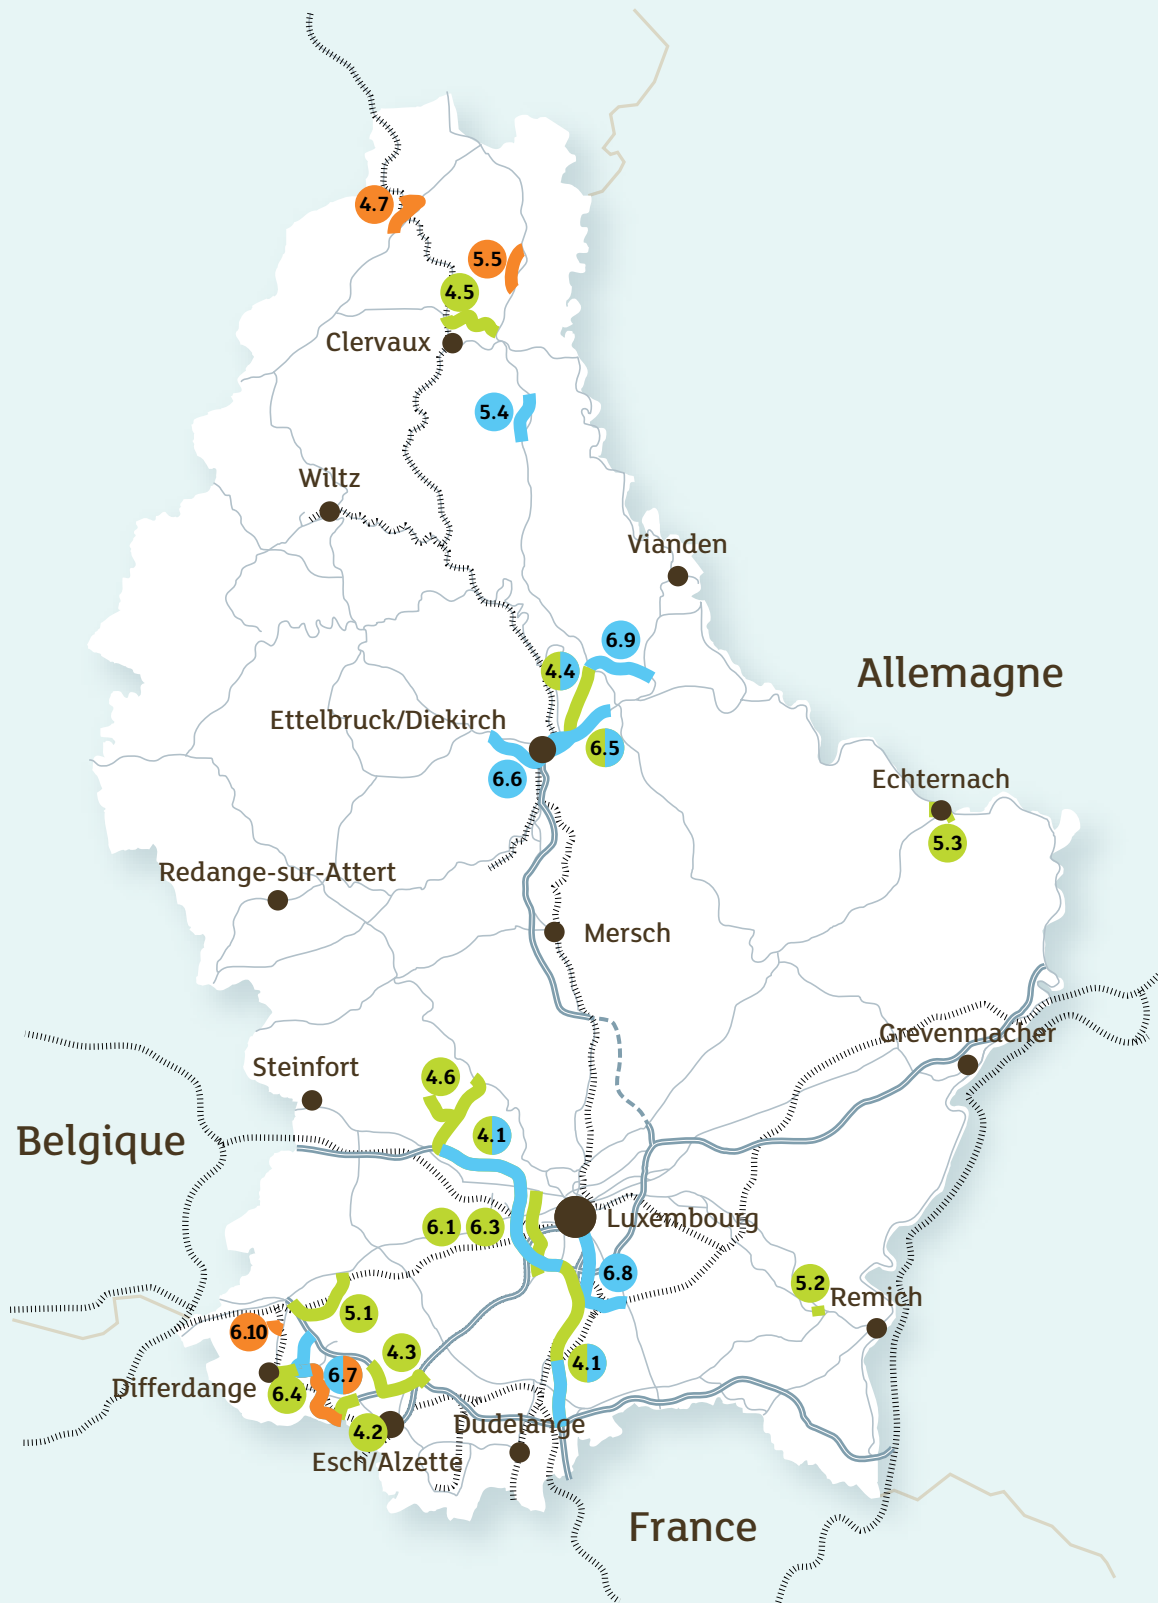 4.7
5.5
4.5
Clervaux
5.4
Wiltz
Vianden
6.9
4.4
Allemagne
Ettelbruck/Diekirch
6.5
6.6
Echternach
5.3
Redange-sur-Attert
Mersch
Grevenmacher
Steinfort
4.6
Belgique
4.1
Luxembourg
6.1
6.3
6.8
5.2
Remich
5.1
6.10
4.3
4.1
6.7
Differdange
6.4
4.2
Dudelange
Esch/Alzette
France